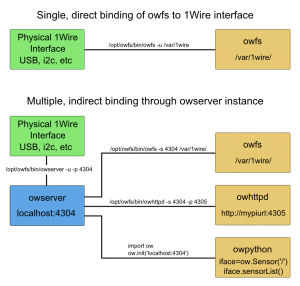 Single, direct binding of owfs to 1Wire interface
Physical 1Wire
Interface
USB, i2c, etc
/opt/owfs/bin/owfs -u /var/1wire
owfs
/var/1wire/
Multiple, indirect binding through owserver instance
Physical 1Wire
Interface
USB, i2c, etc
/opt/owfs/bin/owserver -u -p 4304
owserver
localhost:4304
/opt/owfs/bin/owfs -s 4304 /var/1wire/
owfs
/var/1wire/
/opt/owfs/bin/owhttpd -s 4304 -p 4305
owhttpd
http://mypiurl:4305
import ow
ow.init('localhost:4304')
owpython
iface=ow.Sensor('/')
iface.sensorList()